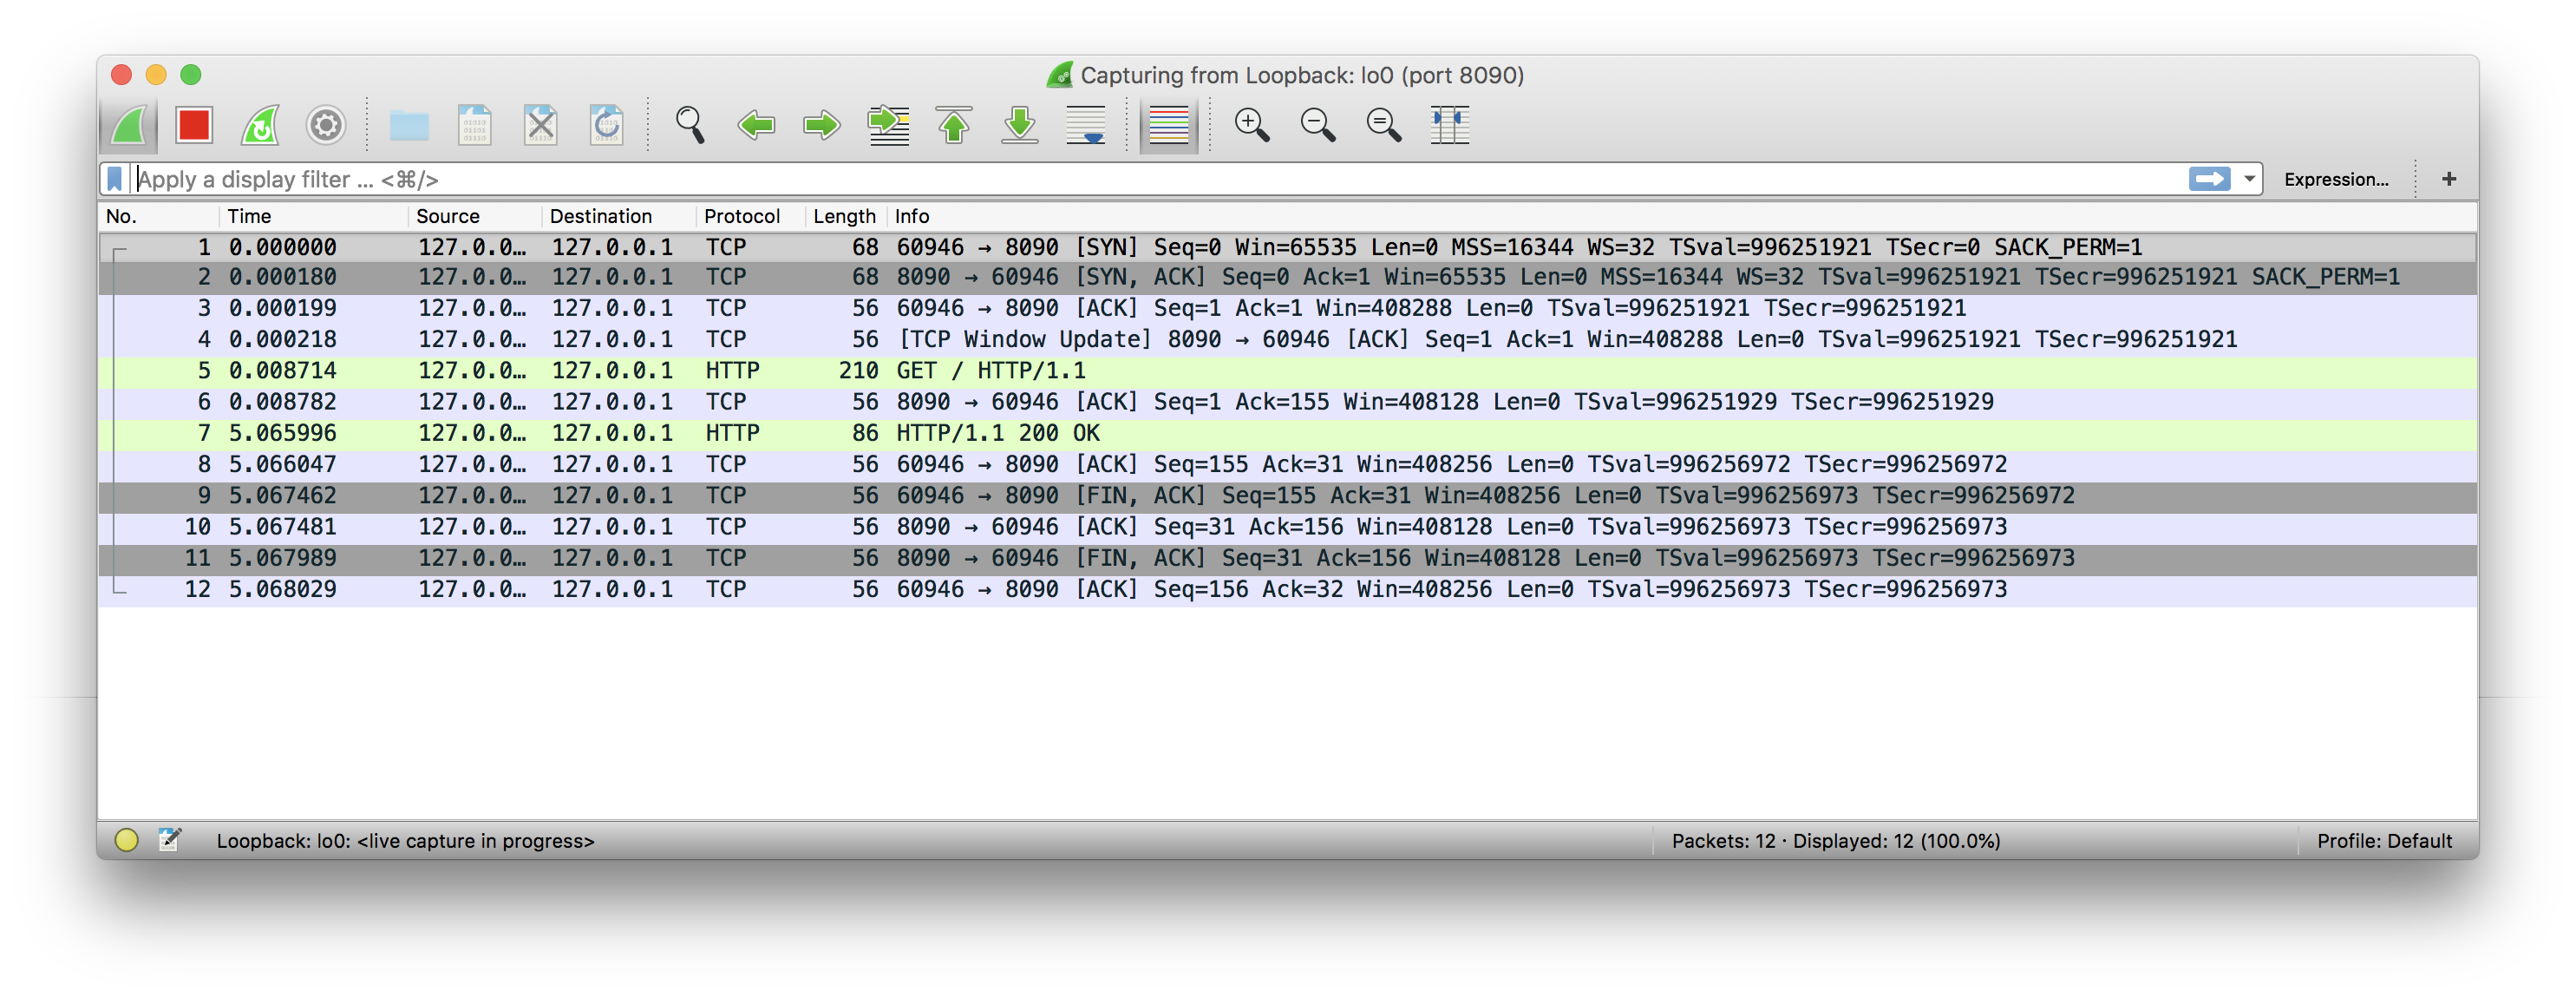 Capturing from Loopback: lo0 (port 8090)
Apply a display filter ... <⌘/>
Expression...
+
No. Time Source Destination Protocol Length Info
1 0.000000 127.0.0… 127.0.0.1 TCP 68 60946 → 8090 [SYN] Seq=0 Win=65535 Len=0 MSS=16344 WS=32 TSval=996251921 TSecr=0 SACK_PERM=1
2 0.000180 127.0.0… 127.0.0.1 TCP 68 8090 → 60946 [SYN, ACK] Seq=0 Ack=1 Win=65535 Len=0 MSS=16344 WS=32 TSval=996251921 TSecr=996251921 SACK_PERM=1
3 0.000199 127.0.0… 127.0.0.1 TCP 56 60946 → 8090 [ACK] Seq=1 Ack=1 Win=408288 Len=0 TSval=996251921 TSecr=996251921
4 0.000218 127.0.0… 127.0.0.1 TCP 56 [TCP Window Update] 8090 → 60946 [ACK] Seq=1 Ack=1 Win=408288 Len=0 TSval=996251921 TSecr=996251921
5 0.008714 127.0.0… 127.0.0.1 HTTP 210 GET / HTTP/1.1
6 0.008782 127.0.0… 127.0.0.1 TCP 56 8090 → 60946 [ACK] Seq=1 Ack=155 Win=408128 Len=0 TSval=996251929 TSecr=996251929
7 5.065996 127.0.0… 127.0.0.1 HTTP 86 HTTP/1.1 200 OK
8 5.066047 127.0.0… 127.0.0.1 TCP 56 60946 → 8090 [ACK] Seq=155 Ack=31 Win=408256 Len=0 TSval=996256972 TSecr=996256972
9 5.067462 127.0.0… 127.0.0.1 TCP 56 60946 → 8090 [FIN, ACK] Seq=155 Ack=31 Win=408256 Len=0 TSval=996256973 TSecr=996256972
10 5.067481 127.0.0… 127.0.0.1 TCP 56 8090 → 60946 [ACK] Seq=31 Ack=156 Win=408128 Len=0 TSval=996256973 TSecr=996256973
11 5.067989 127.0.0… 127.0.0.1 TCP 56 8090 → 60946 [FIN, ACK] Seq=31 Ack=156 Win=408128 Len=0 TSval=996256973 TSecr=996256973
12 5.068029 127.0.0… 127.0.0.1 TCP 56 60946 → 8090 [ACK] Seq=156 Ack=32 Win=408256 Len=0 TSval=996256973 TSecr=996256973
Loopback: lo0: <live capture in progress>
Packets: 12 · Displayed: 12 (100.0%)
Profile: Default